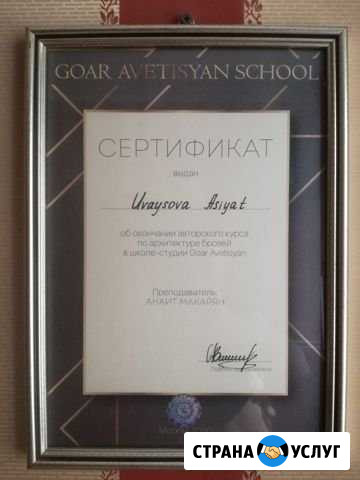 GOAR AVETISYAN SCHOOL
СЕРТИФИКАТ
выдан
Uvaysova Asiyat
об окончании авторского курса
по архитектуре бровей
в школе-студии Goar Avetisyan
Преподаватель:
АНАИТ МАКАРЯН
СТРАНА УСЛУГ